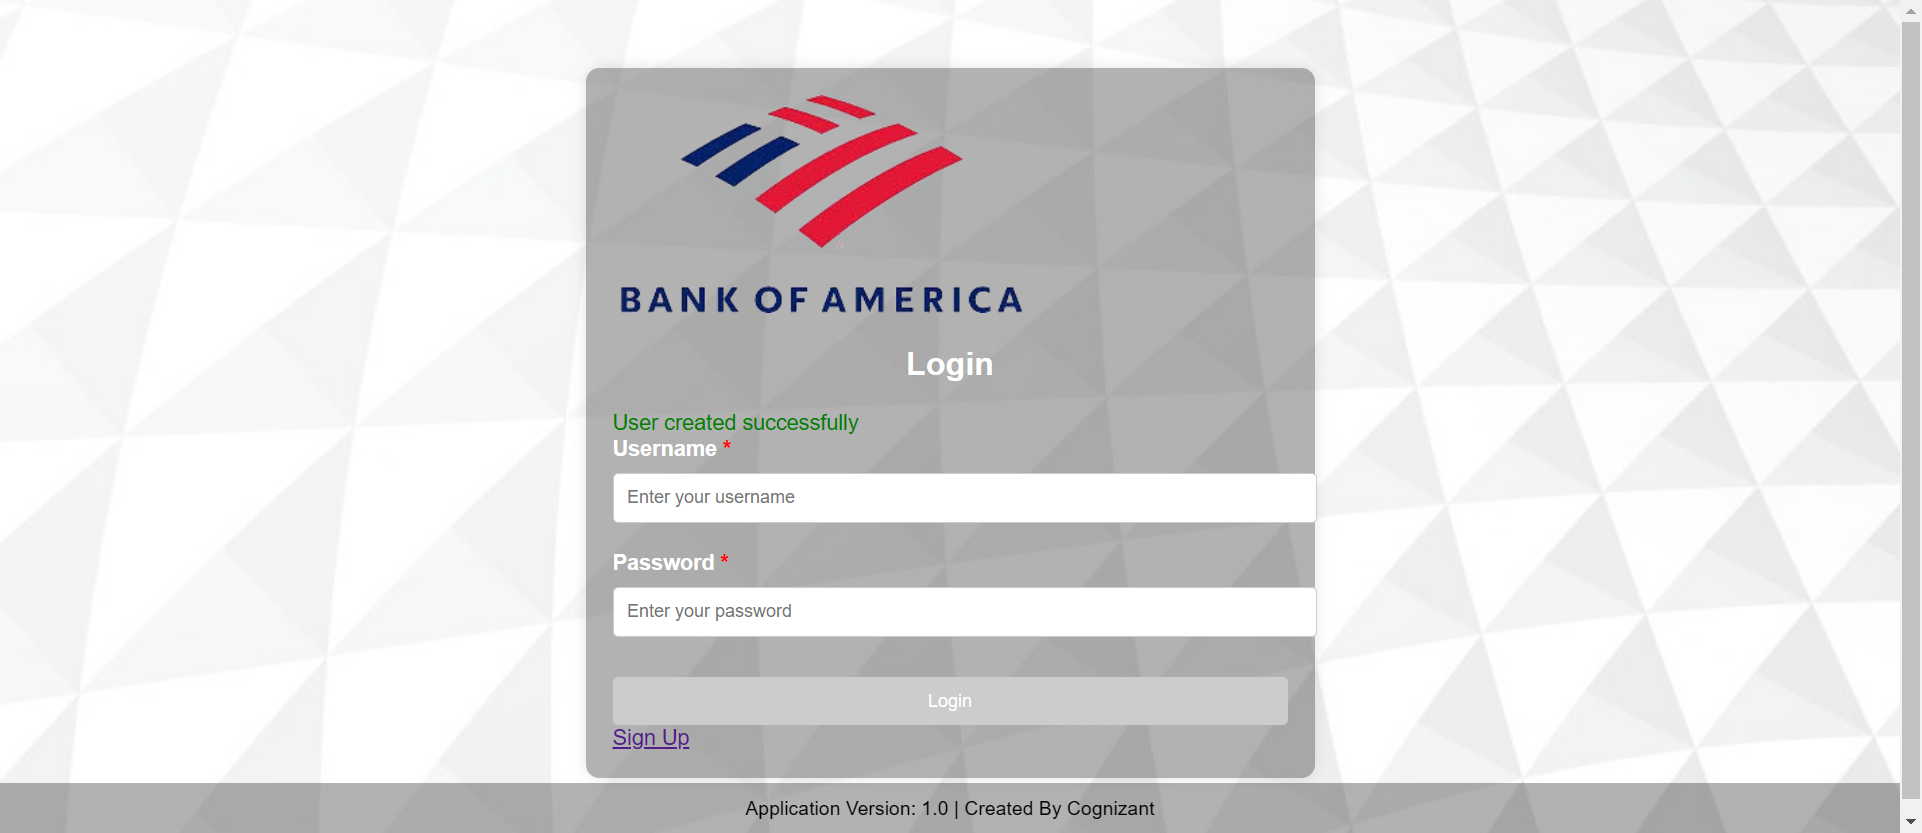 BANK OF AMERICA
Login
User created successfully
Username *
Enter your username
Password *
Enter your password
Login
Sign Up
Application Version: 1.0 | Created By Cognizant